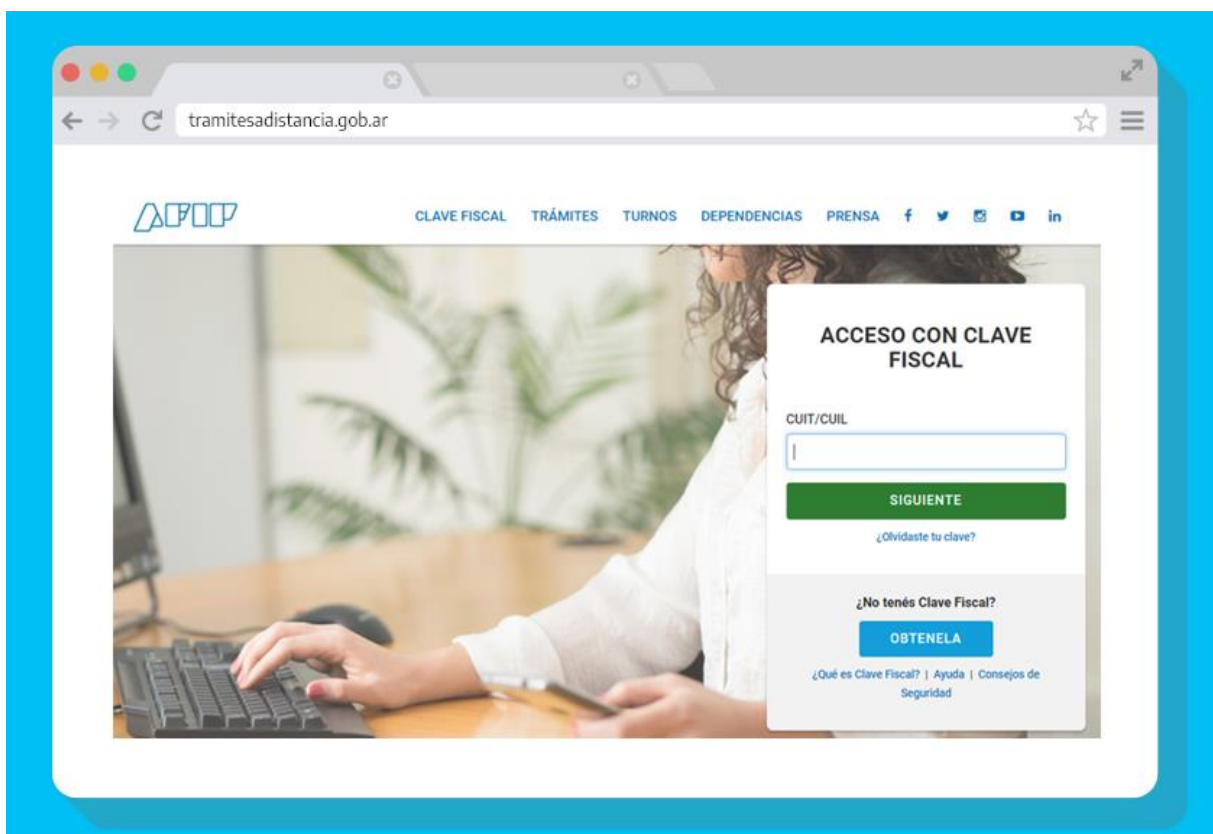 tramitesadistancia.gob.ar
AFIP CLAVE FISCAL TRÁMITES TURNOS DEPENDENCIAS PRENSA
ACCESO CON CLAVE
FISCAL
CUIT/CUIL
SIGUIENTE
¿Olvidaste tu clave?
¿No tenés Clave Fiscal?
OBTENELA
¿Qué es Clave Fiscal? | Ayuda | Consejos de
Seguridad